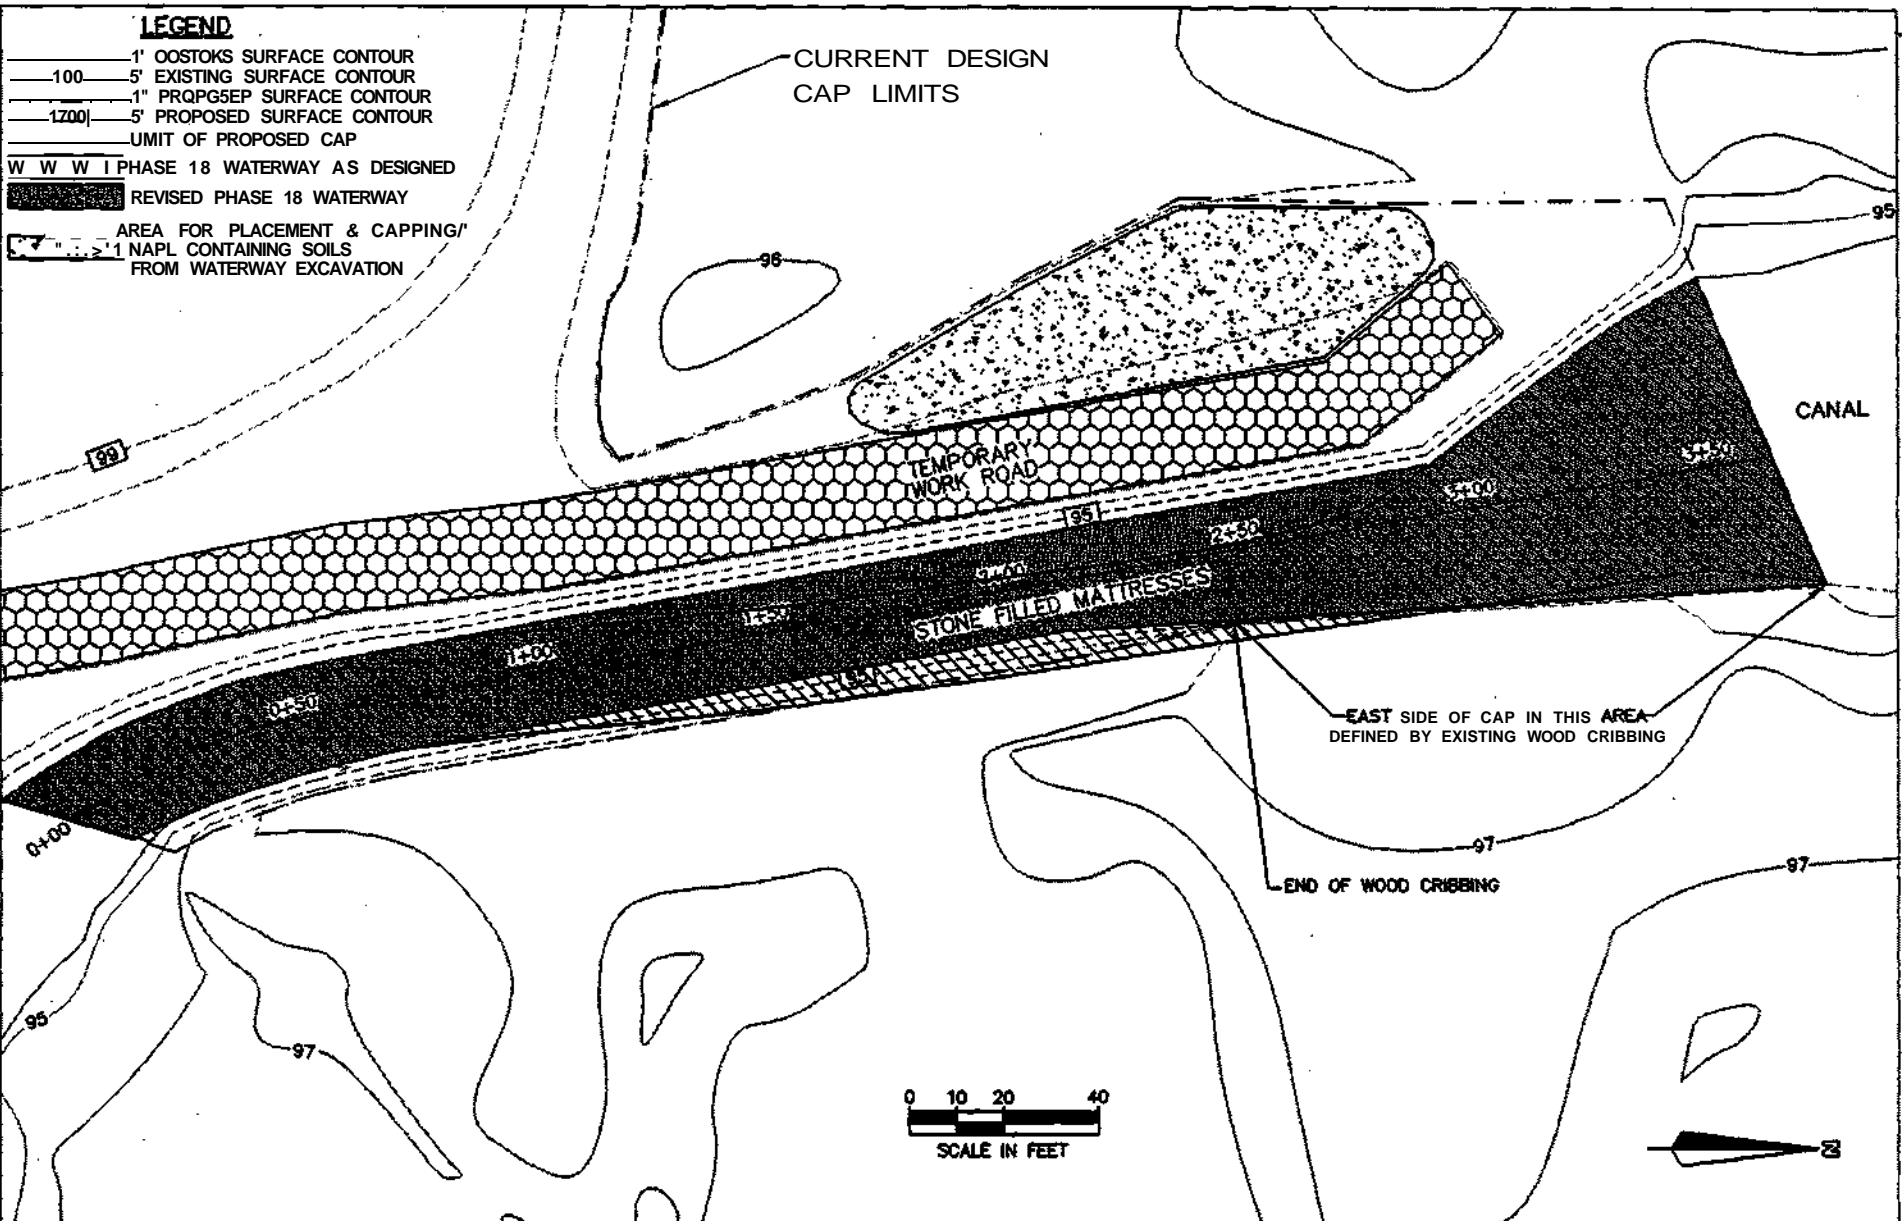 LEGEND
1' OOSTOKS SURFACE CONTOUR
100 5' EXISTING SURFACE CONTOUR
1" PRQPG5EP SURFACE CONTOUR
1700| 5' PROPOSED SURFACE CONTOUR
UMIT OF PROPOSED CAP
W W W I PHASE 18 WATERWAY AS DESIGNED
REVISED PHASE 18 WATERWAY
AREA FOR PLACEMENT & CAPPING/'
NAPL CONTAINING SOILS
FROM WATERWAY EXCAVATION
CURRENT DESIGN
CAP LIMITS
96
95
99
CANAL
TEMPORARY
WORK ROAD
95
3+50
3+00
2+50
2+00
1+50
1+00
0+50
0+00
STONE FILLED MATTRESSES
95
EAST SIDE OF CAP IN THIS AREA
DEFINED BY EXISTING WOOD CRIBBING
END OF WOOD CRIBBING
97
97
95
97
0 10 20 40
SCALE IN FEET
N